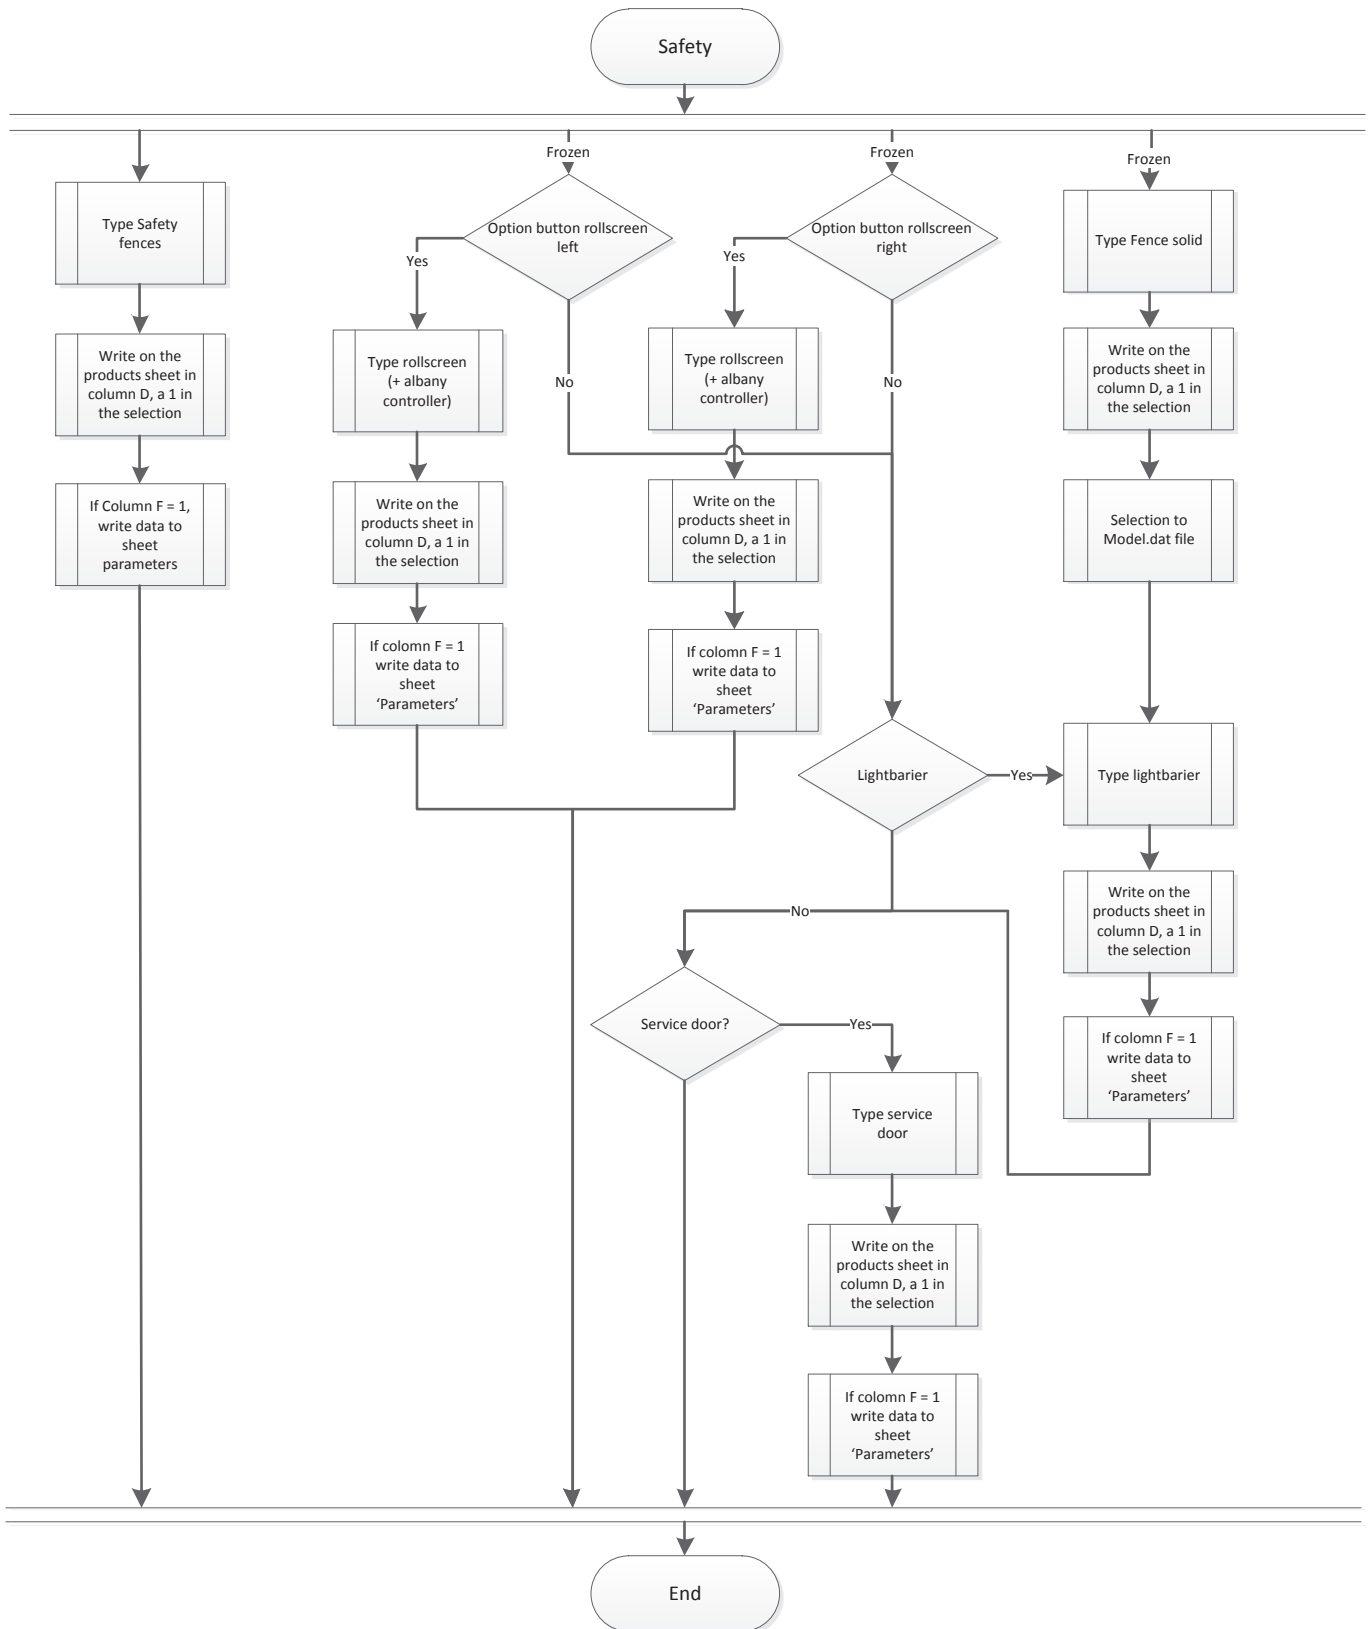 Safety
Frozen
Frozen
Frozen
Type Safety
fences
Option button rollscreen
left
Option button rollscreen
right
Type Fence solid
Yes
Yes
Write on the
products sheet in
column D, a 1 in
the selection
Type rollscreen
(+ albany
controller)
No
Type rollscreen
(+ albany
controller)
No
Write on the
products sheet in
column D, a 1 in
the selection
If Column F = 1,
write data to
sheet
parameters
Write on the
products sheet in
column D, a 1 in
the selection
Write on the
products sheet in
column D, a 1 in
the selection
Selection to
Model.dat file
If colomn F = 1
write data to
sheet
‘Parameters’
If colomn F = 1
write data to
sheet
‘Parameters’
Lightbarier
Yes
Type lightbarier
No
Write on the
products sheet in
column D, a 1 in
the selection
Service door?
Yes
If colomn F = 1
write data to
sheet
‘Parameters’
Type service
door
Write on the
products sheet in
column D, a 1 in
the selection
If colomn F = 1
write data to
sheet
‘Parameters’
End